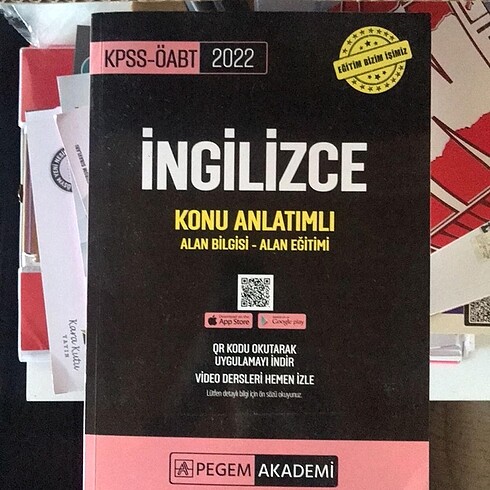 KPSS-ÖABT 2022
EĞİTİM BİZİM İŞİMİZ
İNGİLİZCE
KONU ANLATIMLI
ALAN BİLGİSİ - ALAN EĞİTİMİ
App Store
Google play
QR KODU OKUTARAK
UYGULAMAYI İNDİR
VİDEO DERSLERİ HEMEN İZLE
Lütfen detaylı bilgi için ön sözü okuyunuz.
PEGEM AKADEMİ
Kara Kutu
YAYIN